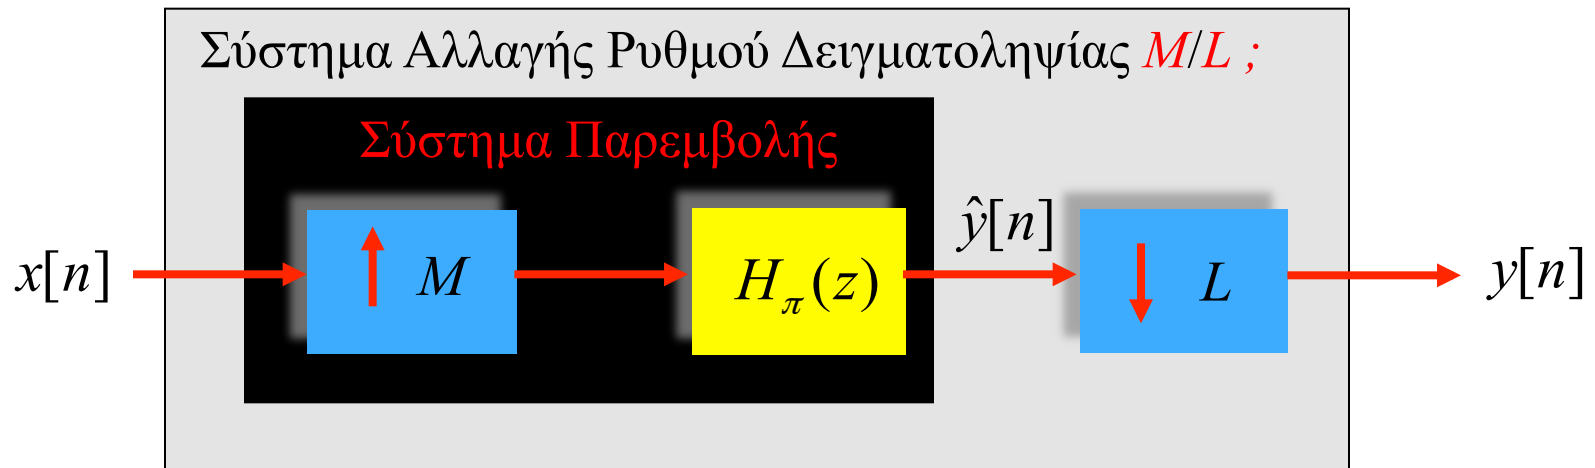 Σύστημα Αλλαγής Ρυθμού Δειγματοληψίας M/L ;
Σύστημα Παρεμβολής
x[n]
M
H_π(z)
ŷ[n]
L
y[n]